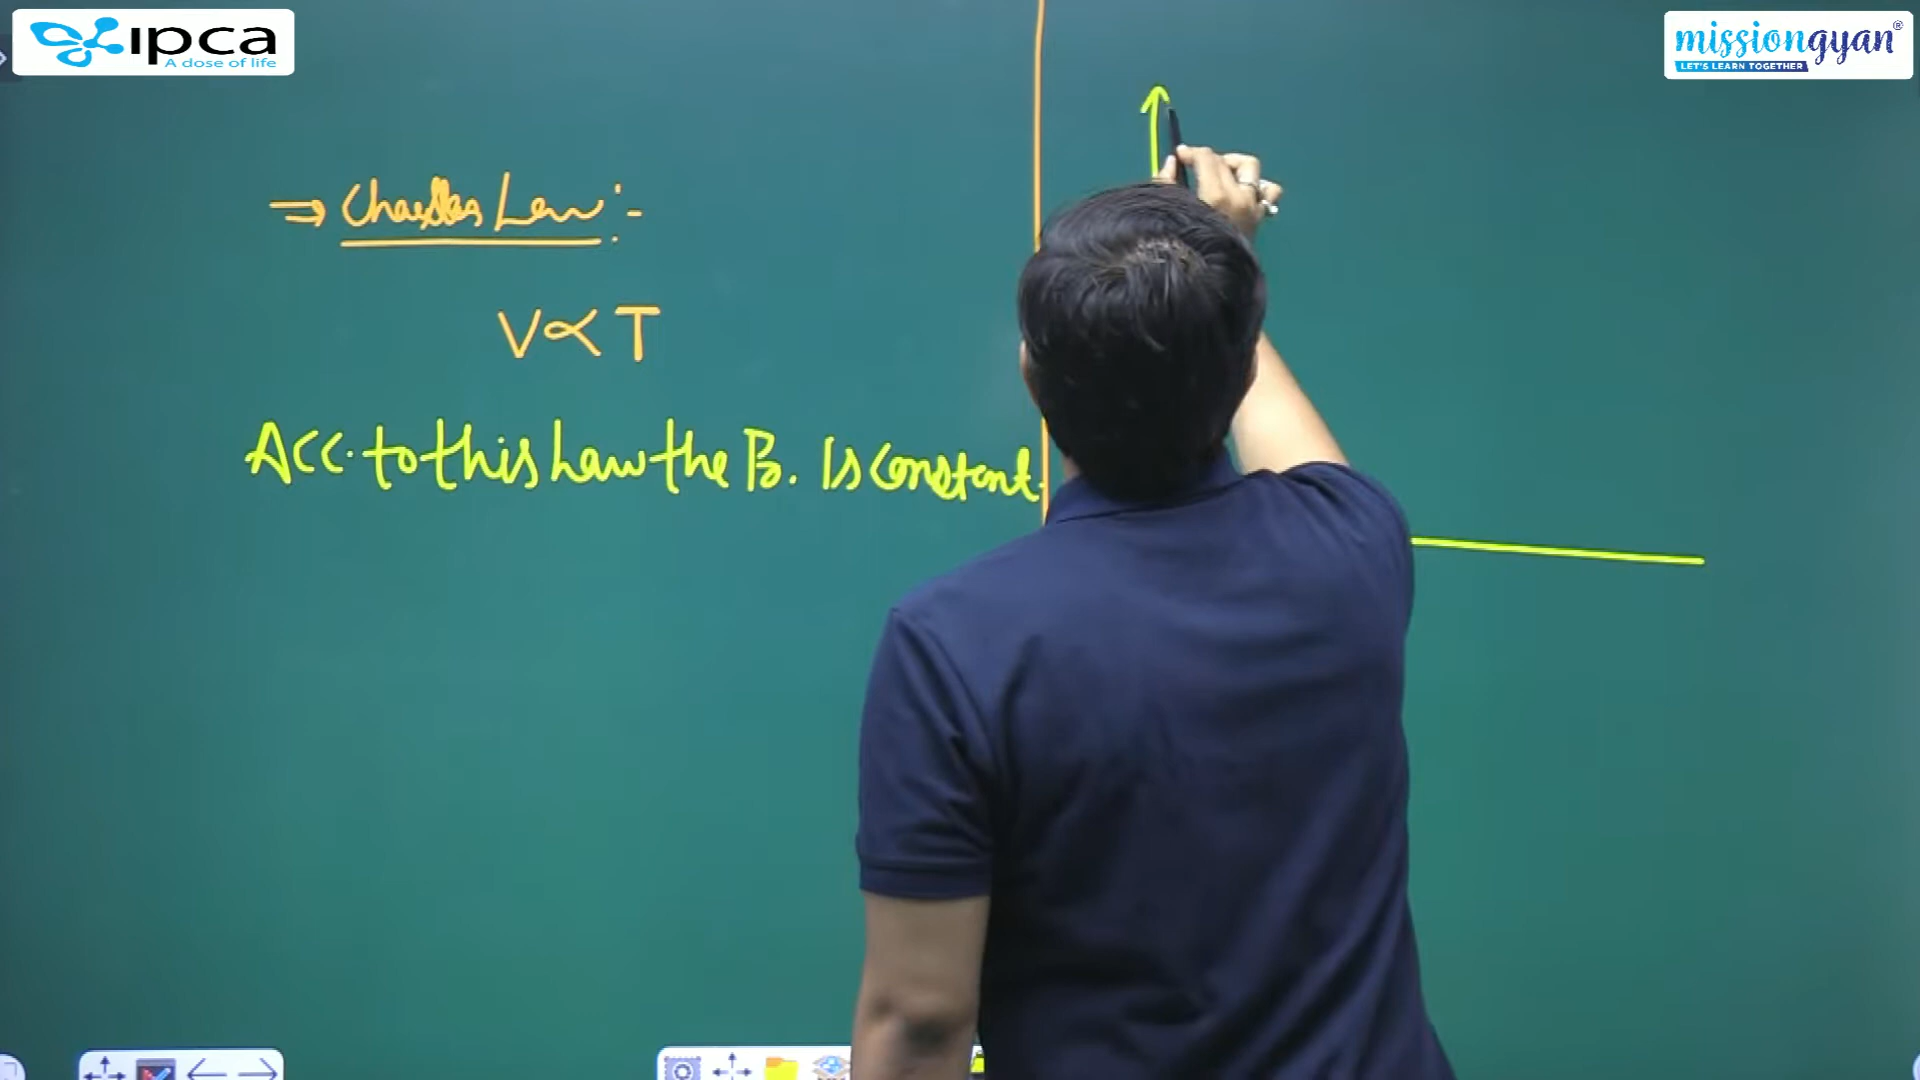 ipca
A dose of life
missiongyan®
LET'S LEARN TOGETHER
⇒ Charles Law :-
V ∝ T
Acc. to this Law the P. Is constant.